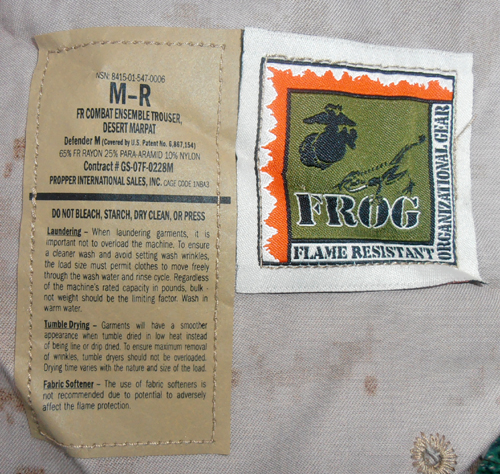 NSN: 8415-01-547-0006
M-R
FR COMBAT ENSEMBLE TROUSER,
DESERT MARPAT
Defender M (Covered by U.S. Patent No. 6,867,154)
65% FR RAYON 25% PARA-ARAMID 10% NYLON
Contract # GS-07F-0228M
PROPPER INTERNATIONAL SALES, INC. CAGE CODE 1NBA3
DO NOT BLEACH, STARCH, DRY CLEAN, OR PRESS
Laundering – When laundering garments, it is
important not to overload the machine. To ensure
a cleaner wash and avoid setting wash wrinkles,
the load size must permit clothes to move freely
through the wash water and rinse cycle. Regardless
of the machine's rated capacity in pounds, bulk -
not weight should be the limiting factor. Wash in
warm water.
Tumble Drying – Garments will have a smoother
appearance when tumble dried in low heat instead
of being line or drip dried. To ensure maximum removal
of wrinkles, tumble dryers should not be overloaded.
Drying time varies with the nature and size of the load.
Fabric Softener – The use of fabric softeners is
not recommended due to potential to adversely
affect the flame protection.
FROG
FLAME RESISTANT
ORGANIZATIONAL GEAR